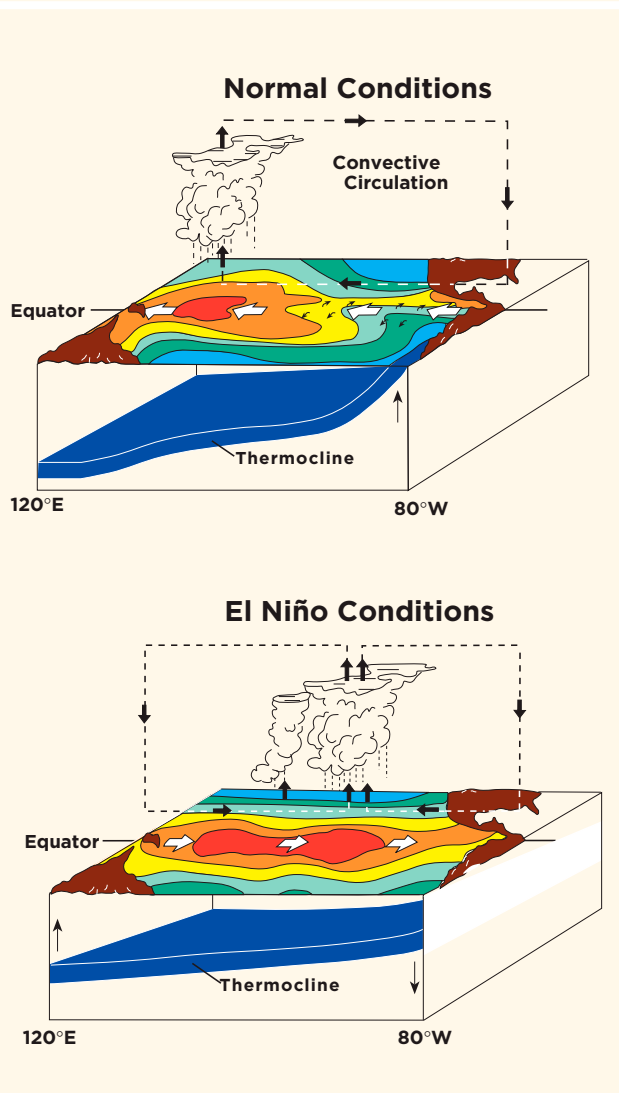 Normal Conditions
Convective
Circulation
Equator
Thermocline
120°E
80°W
El Niño Conditions
Equator
Thermocline
120°E
80°W